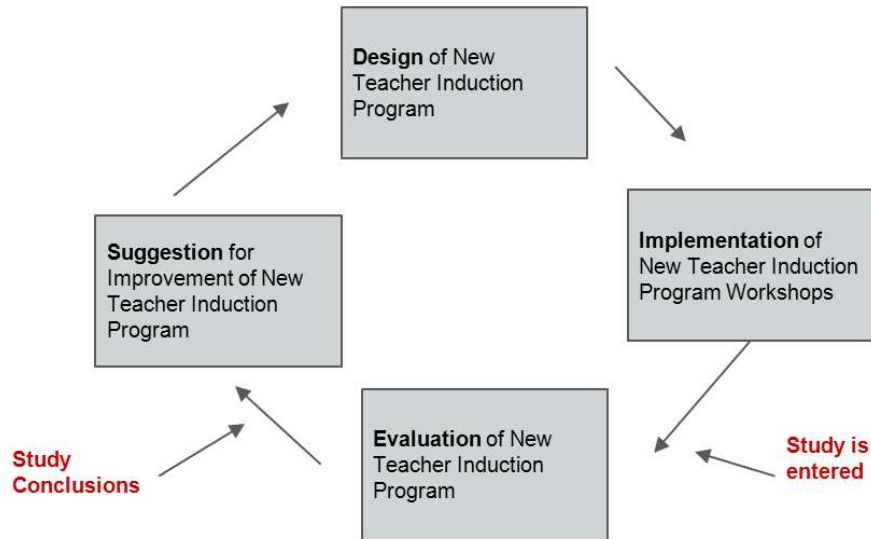 Design of New
Teacher Induction
Program
Suggestion for
Improvement of New
Teacher Induction
Program
Implementation of
New Teacher Induction
Program Workshops
Evaluation of New
Teacher Induction
Program
Study
Conclusions
Study is
entered